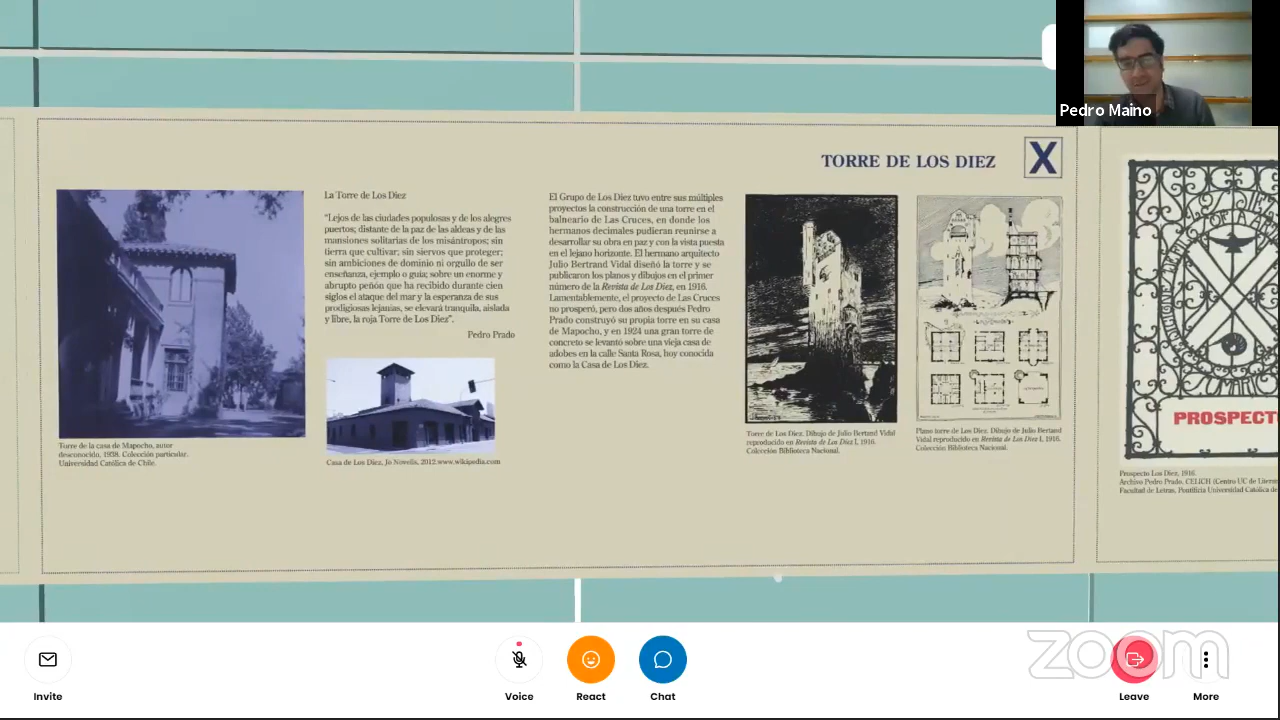 Pedro Maino
TORRE DE LOS DIEZ
X
La Torre de Los Diez
"Lejos de las ciudades populosas y de los alegres
puertos; distante de la paz de las aldeas y de las
mansiones solitarias de los misántropos; sin
tierra que cultivar; sin siervos que proteger;
sin ambiciones de dominio ni orgullo de ser
enseñanza, ejemplo o guía; sobre un enorme y
abrupto peñón que ha recibido durante cien
siglos el ataque del mar y la esperanza de sus
prodigiosas lejanías, se elevará tranquila, aislada
y libre, la roja Torre de Los Diez".
Pedro Prado
El Grupo de Los Diez tuvo entre sus múltiples
proyectos la construcción de una torre en el
balneario de Las Cruces, en donde los
hermanos decimales pudieran reunirse a
desarrollar su obra en paz y con la vista puesta
en el lejano horizonte. El hermano arquitecto
Julio Bertrand Vidal diseñó la torre y se
publicaron los planos y dibujos en el primer
número de la Revista de Los Diez, en 1916.
Lamentablemente, el proyecto de Las Cruces
no prosperó, pero dos años después Pedro
Prado construyó su propia torre en su casa
de Mapocho, y en 1924 una gran torre de
concreto se levantó sobre una vieja casa de
adobes en la calle Santa Rosa, hoy conocida
como la Casa de Los Diez.
Torre de la casa de Mapocho, autor
desconocido, 1938. Colección particular.
Universidad Católica de Chile.
Casa de Los Diez, Jo Novelis, 2012.www.wikipedia.com
Torre de Los Diez. Dibujo de Julio Bertand Vidal
reproducido en Revista de Los Diez I, 1916.
Colección Biblioteca Nacional.
Plano torre de Los Diez. Dibujo de Julio Bertand
Vidal reproducido en Revista de Los Diez I, 1916.
Colección Biblioteca Nacional.
PROSPECT
Prospecto Los Diez, 1916.
Archivo Pedro Prado, CELICH (Centro UC de
Facultad de Letras, Pontificia Universidad Católica de
zoom
Invite
Voice
React
Chat
Leave
More